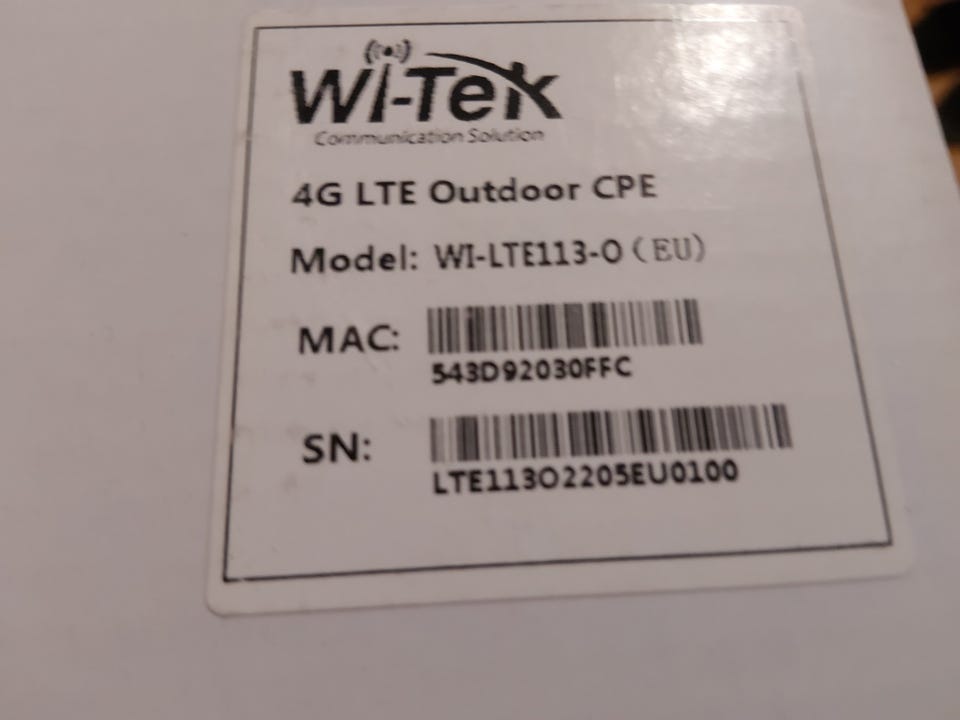 Wi-Tek
Communication Solution
4G LTE Outdoor CPE
Model: WI-LTE113-O（EU）
MAC:
543D92030FFC
SN:
LTE113O2205EU0100